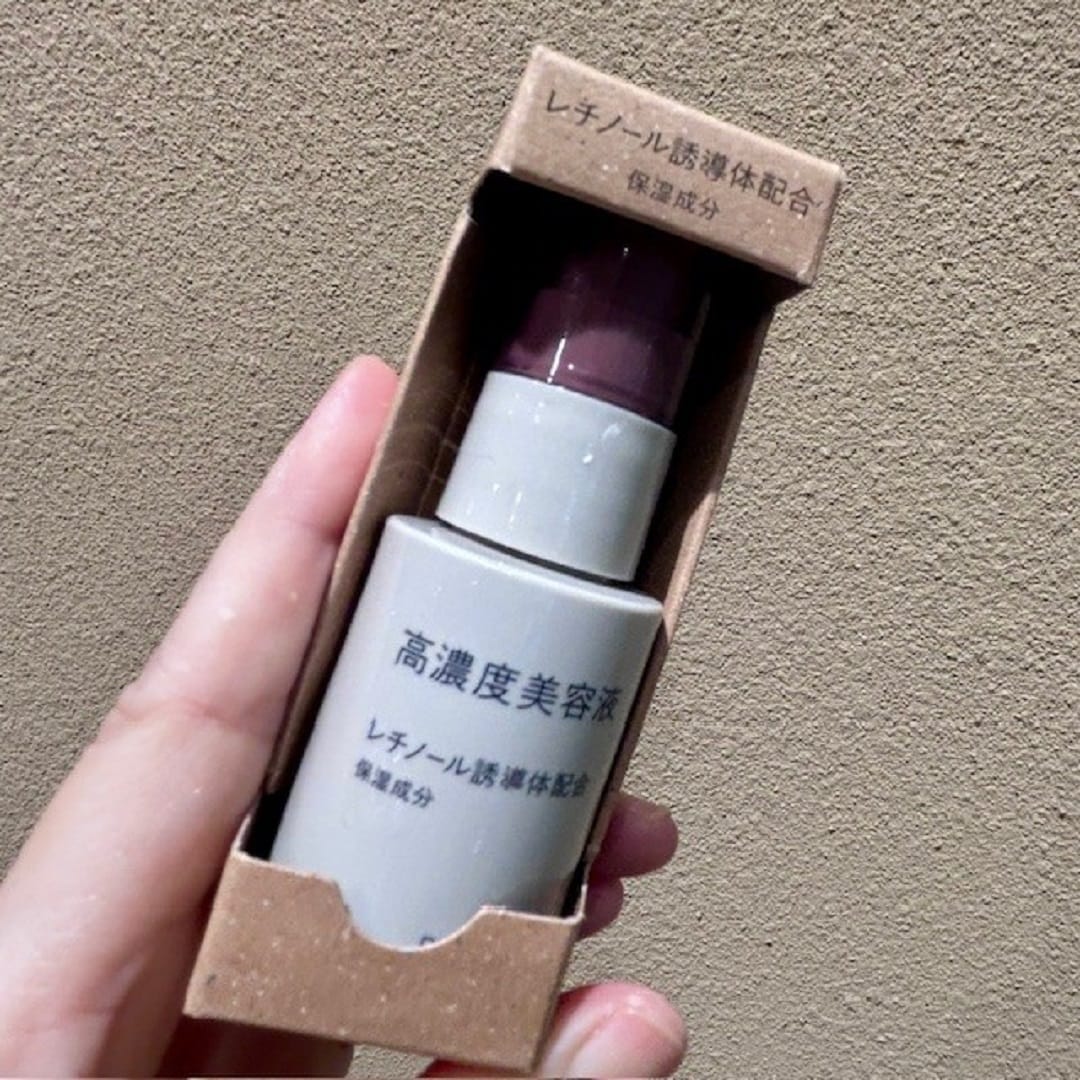 レチノール誘導体配合
保湿成分
高濃度美容液
レチノール誘導体配合
保湿成分